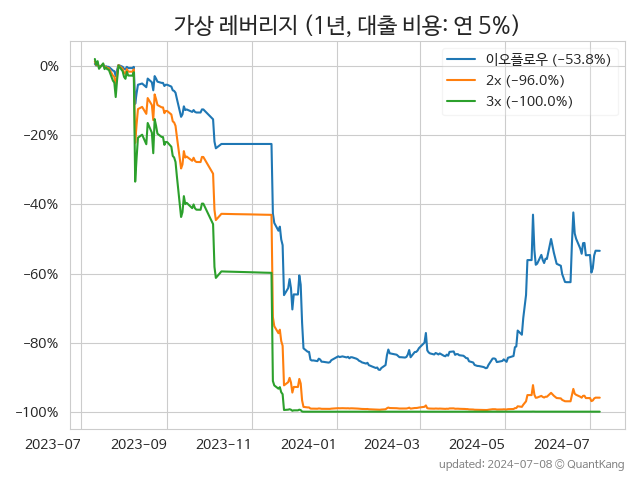 가상 레버리지 (1년, 대출 비용: 연 5%)
이오플로우 (−53.8%)
2x (−96.0%)
3x (−100.0%)
0%
−20%
−40%
−60%
−80%
−100%
2023-07
2023-09
2023-11
2024-01
2024-03
2024-05
2024-07
updated: 2024-07-08 © QuantKang